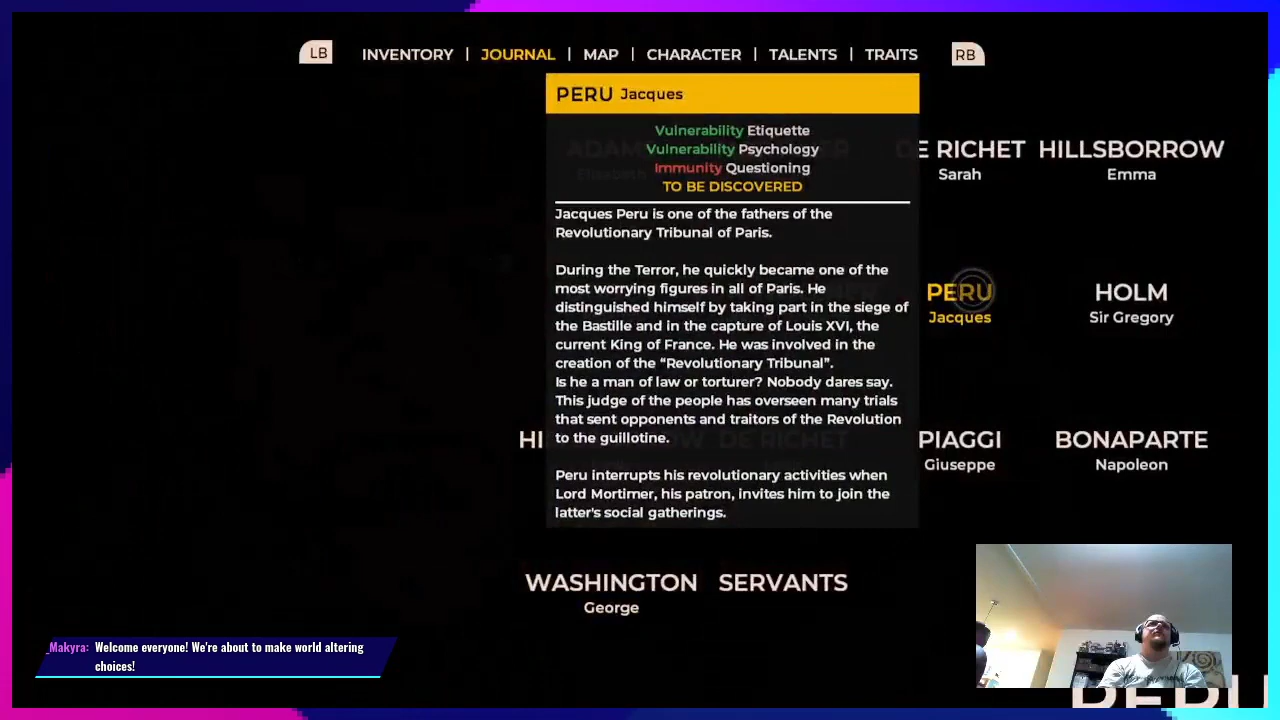 LB INVENTORY | JOURNAL | MAP | CHARACTER | TALENTS | TRAITS RB
PERU Jacques
Vulnerability Etiquette
Vulnerability Psychology
Immunity Questioning
TO BE DISCOVERED
Jacques Peru is one of the fathers of the
Revolutionary Tribunal of Paris.
During the Terror, he quickly became one of the
most worrying figures in all of Paris. He
distinguished himself by taking part in the siege of
the Bastille and in the capture of Louis XVI, the
current King of France. He was involved in the
creation of the “Revolutionary Tribunal”.
Is he a man of law or torturer? Nobody dares say.
This judge of the people has overseen many trials
that sent opponents and traitors of the Revolution
to the guillotine.
Peru interrupts his revolutionary activities when
Lord Mortimer, his patron, invites him to join the
latter's social gatherings.
E RICHET
Sarah
HILLSBORROW
Emma
PERU
Jacques
HOLM
Sir Gregory
HI
DE RICHET
PIAGGI
Giuseppe
BONAPARTE
Napoleon
WASHINGTON
George
SERVANTS
PERU
_Makyra: Welcome everyone! We're about to make world altering
choices!